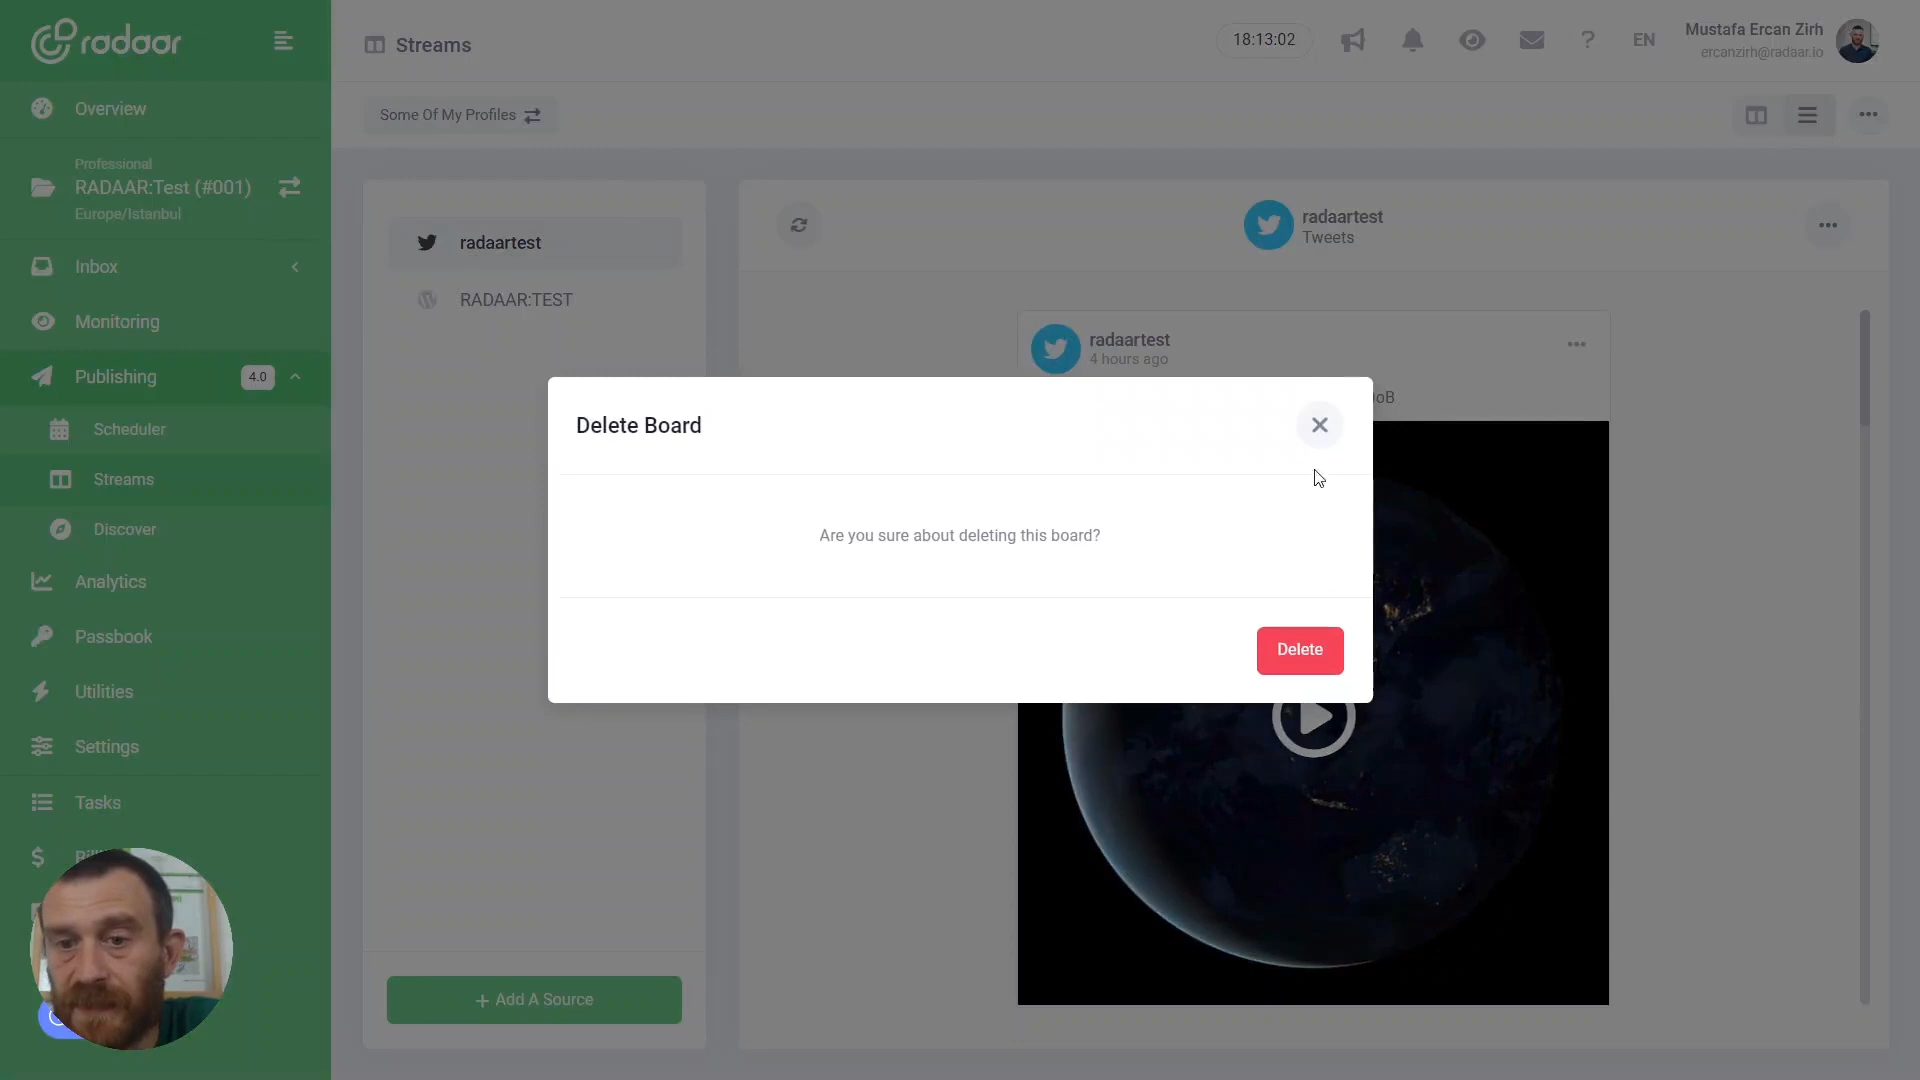 radaar
Streams
18:13:02
EN
Mustafa Ercan Zirh
ercanzirh@radaar.io
Overview
Some Of My Profiles
Professional
RADAAR:Test (#001)
Europe/Istanbul
Inbox
Monitoring
Publishing
4.0
Scheduler
Streams
Discover
Analytics
Passbook
Utilities
Settings
Tasks
radaartest
RADAAR:TEST
Add A Source
radaartest
Tweets
radaartest
4 hours ago
Delete Board
Are you sure about deleting this board?
Delete